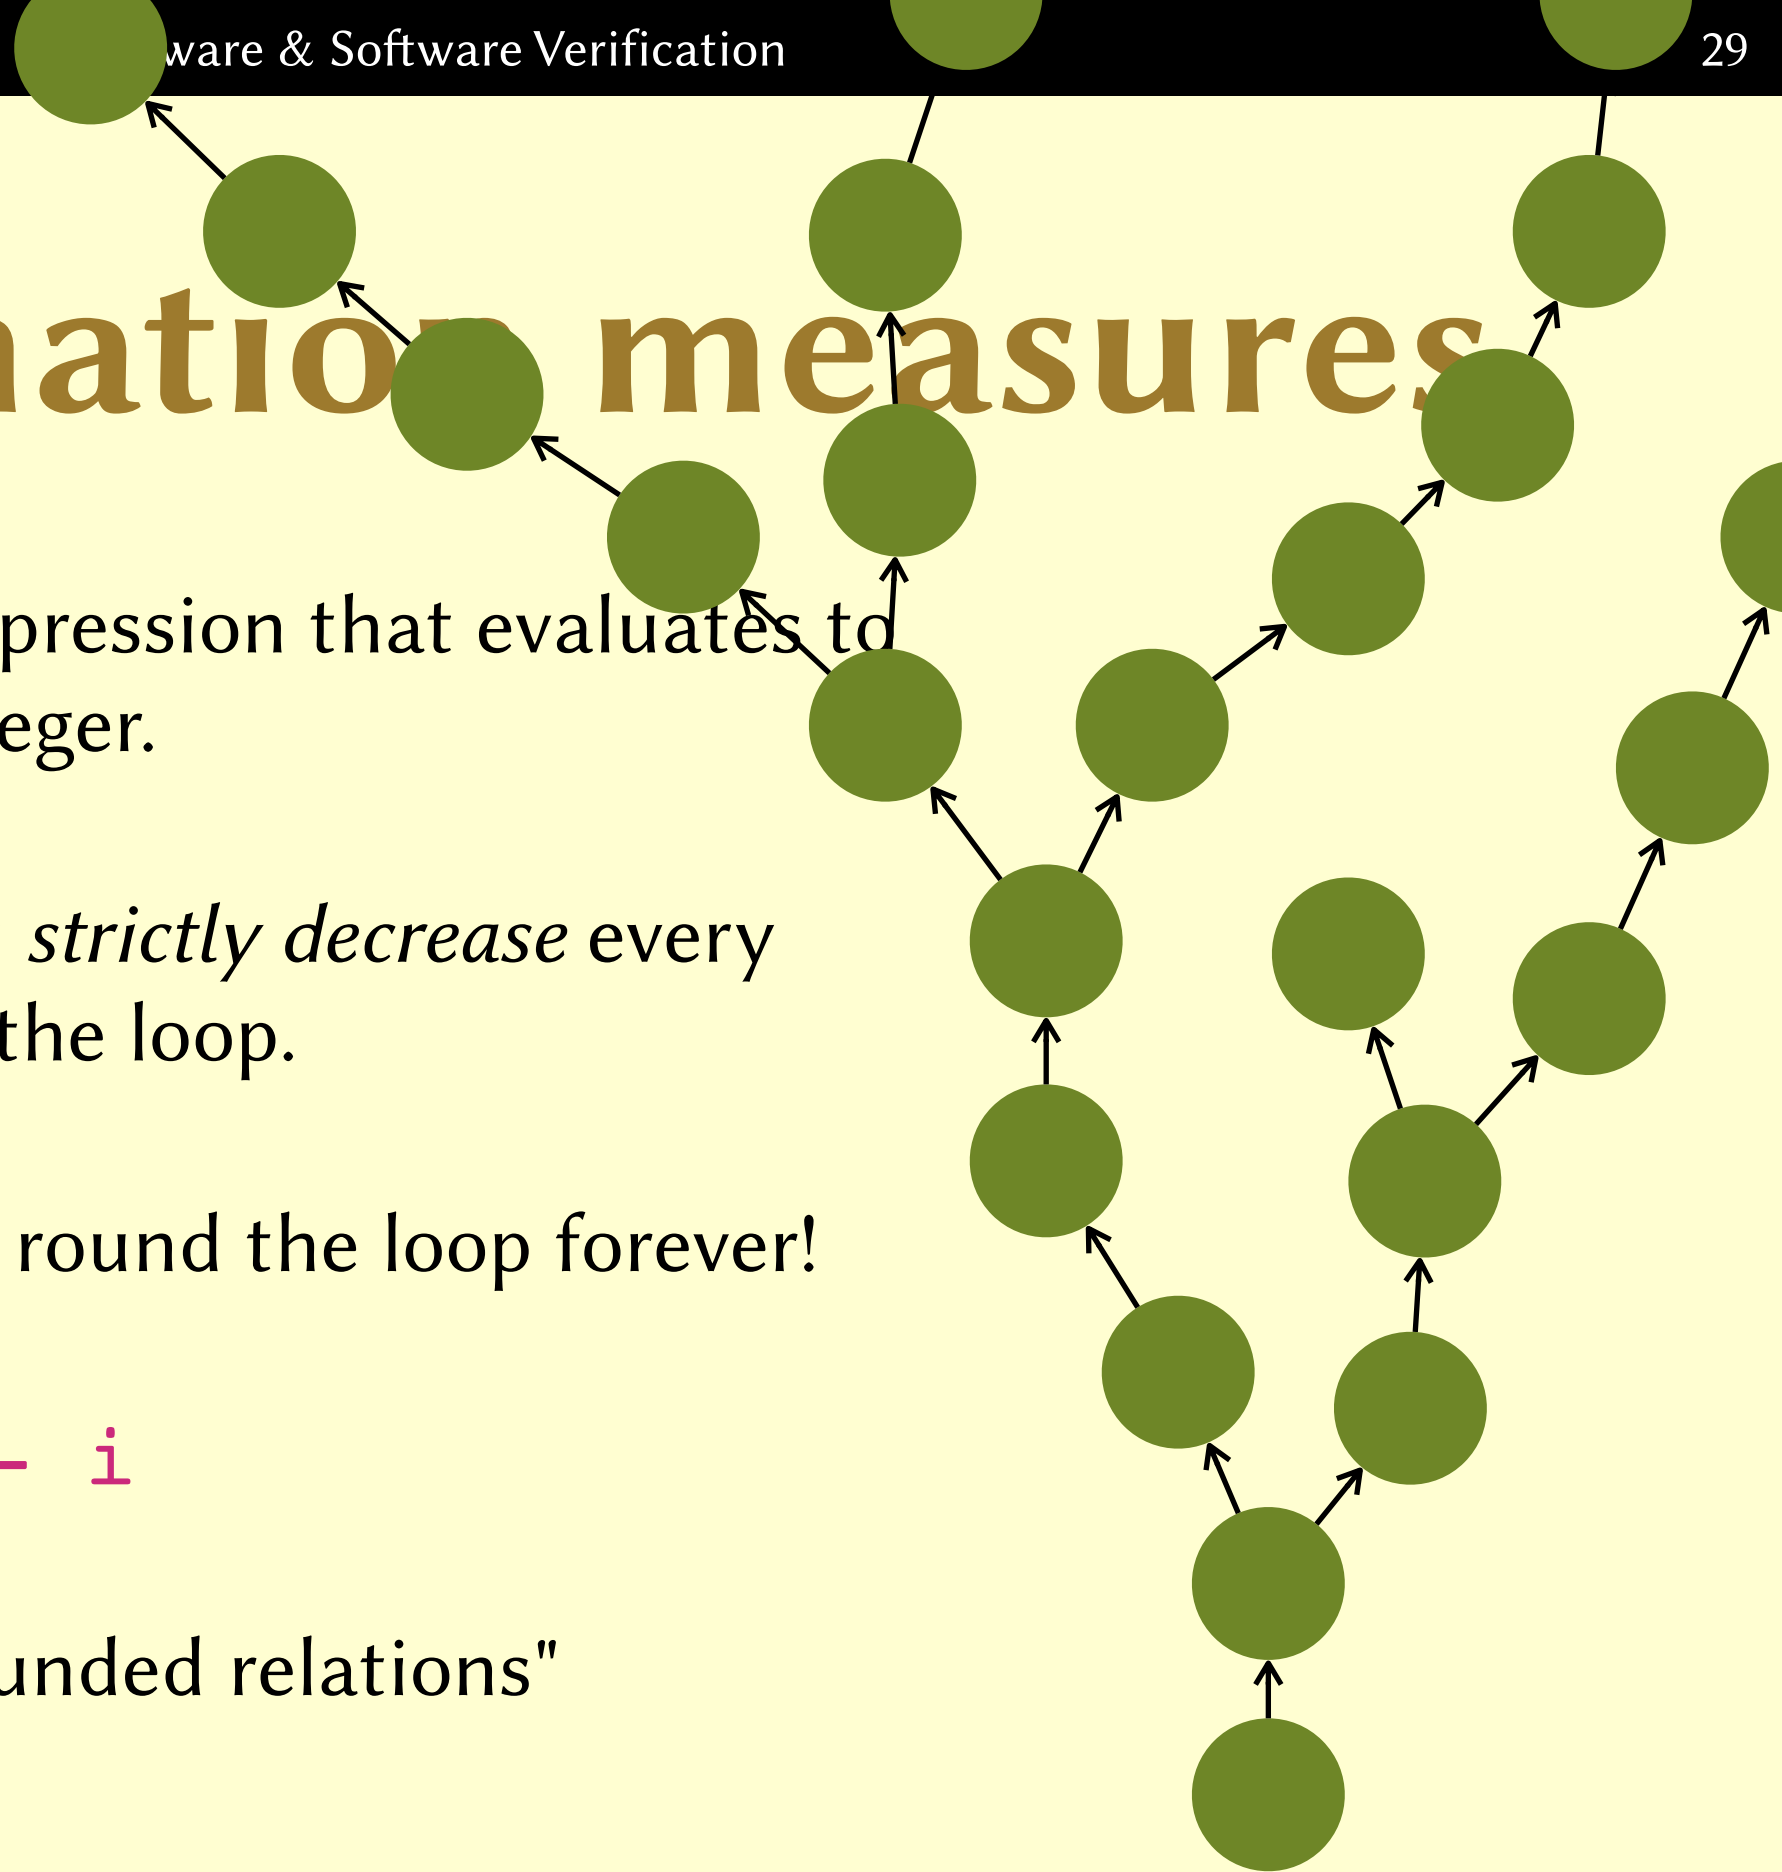 ware & Software Verification 29
nation measures
pression that evaluates to
eger.
strictly decrease every
the loop.
round the loop forever!
- i
unded relations"